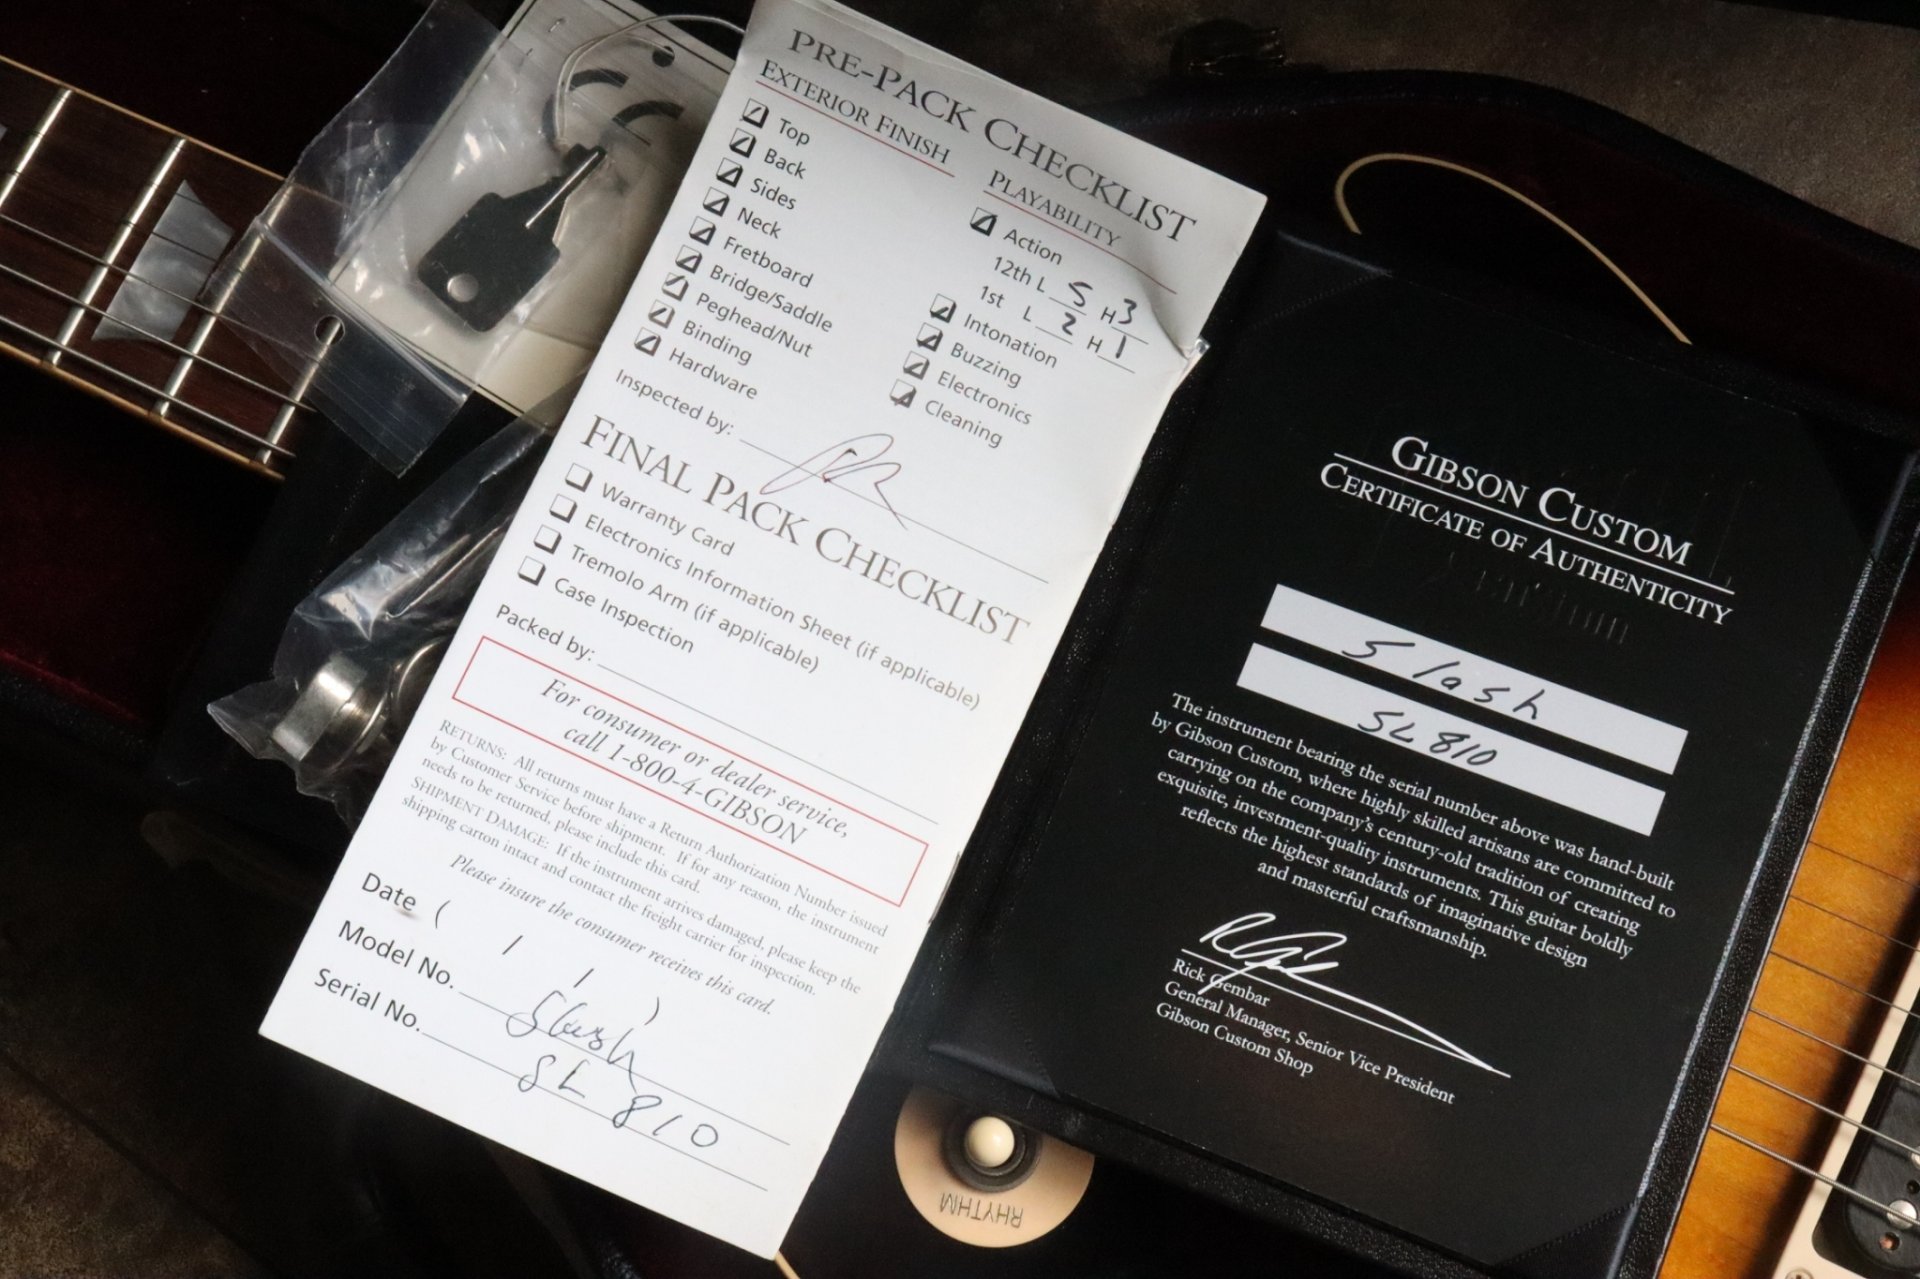 PRE-PACK CHECKLIST
EXTERIOR FINISH
Top
Back
Sides
Neck
Fretboard
Bridge/Saddle
Peghead/Nut
Binding
Hardware
PLAYABILITY
Action
12th L 5 H 3
1st L 2 H 1
Intonation
Buzzing
Electronics
Cleaning
Inspected by:
FINAL PACK CHECKLIST
Warranty Card
Electronics Information Sheet (if applicable)
Tremolo Arm (if applicable)
Case Inspection
Packed by:
For consumer or dealer service,
call 1-800-4-GIBSON
RETURNS: All returns must have a Return Authorization Number issued
by Customer Service before shipment. If for any reason, the instrument
needs to be returned, please include this card.
SHIPMENT DAMAGE: If the instrument arrives damaged, please keep the
shipping carton intact and contact the freight carrier for inspection.
Please insure the consumer receives this card.
Date ( / / )
Model No. Slash
Serial No. SL 810
GIBSON CUSTOM
CERTIFICATE OF AUTHENTICITY
Slash
SL 810
The instrument bearing the serial number above was hand-built
by Gibson Custom, where highly skilled artisans are committed to
carrying on the company's century-old tradition of creating
exquisite, investment-quality instruments. This guitar boldly
reflects the highest standards of imaginative design
and masterful craftsmanship.
Rick Gembar
General Manager, Senior Vice President
Gibson Custom Shop
RHYTHM